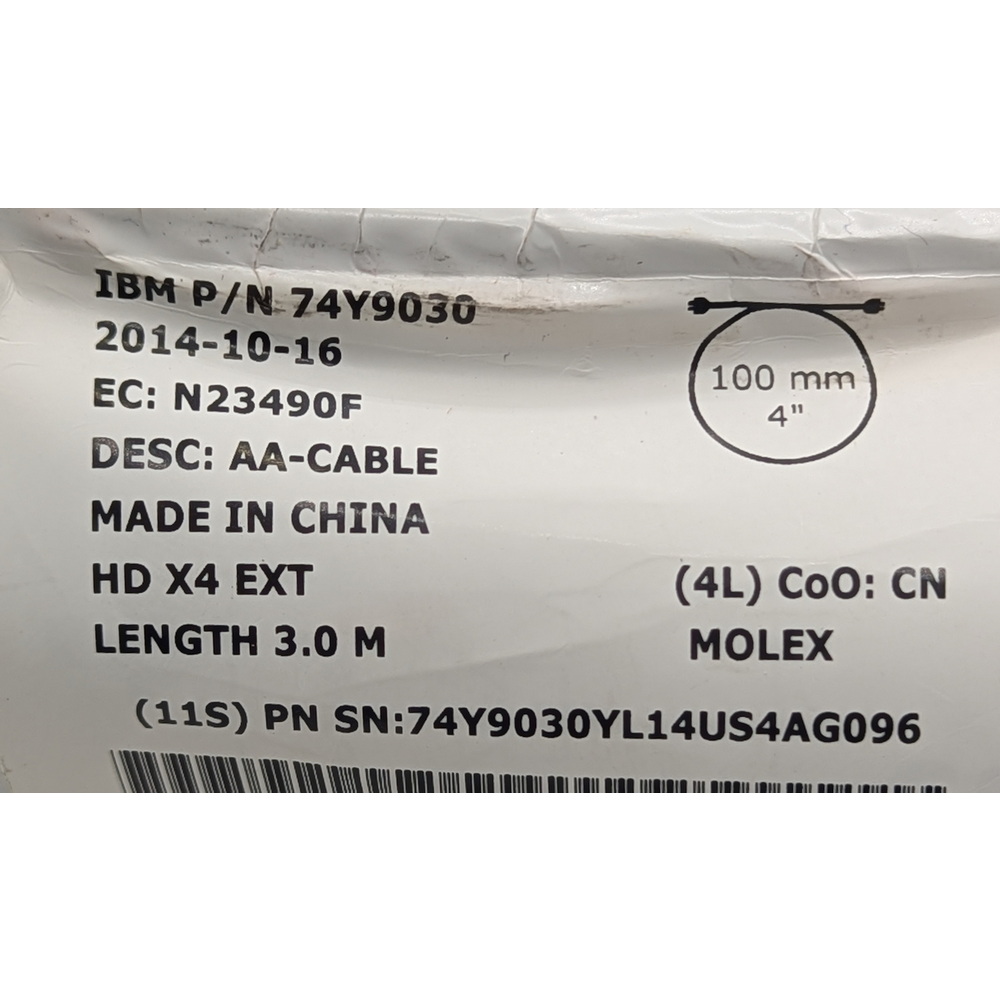 IBM P/N 74Y9030
2014-10-16
EC: N23490F
DESC: AA-CABLE
MADE IN CHINA
HD X4 EXT
LENGTH 3.0 M
100 mm
4"
(4L) CoO: CN
MOLEX
(11S) PN SN:74Y9030YL14US4AG096